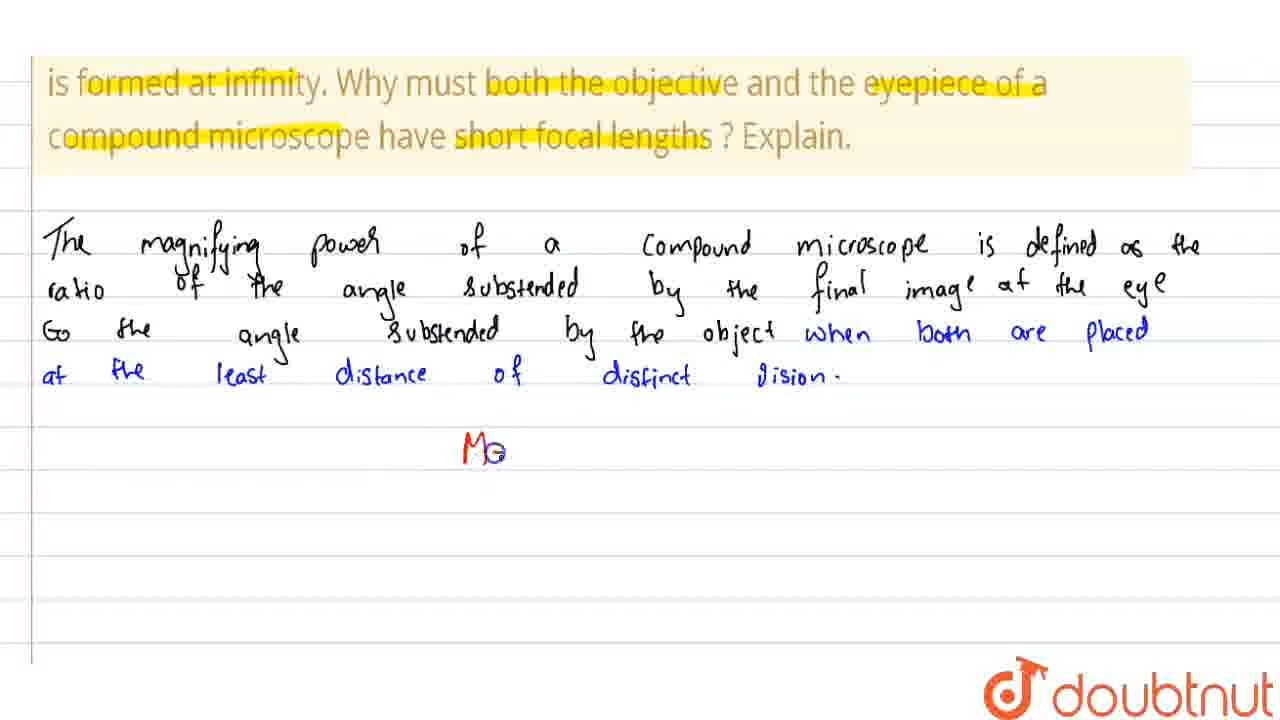 is formed at infinity. Why must both the objective and the eyepiece of a
compound microscope have short focal lengths ? Explain.
The magnifying power of a compound microscope is defined as the
ratio of the angle substended by the final image at the eye
to the angle substended by the object when both are placed
at the least distance of distinct vision.
M
doubtnut